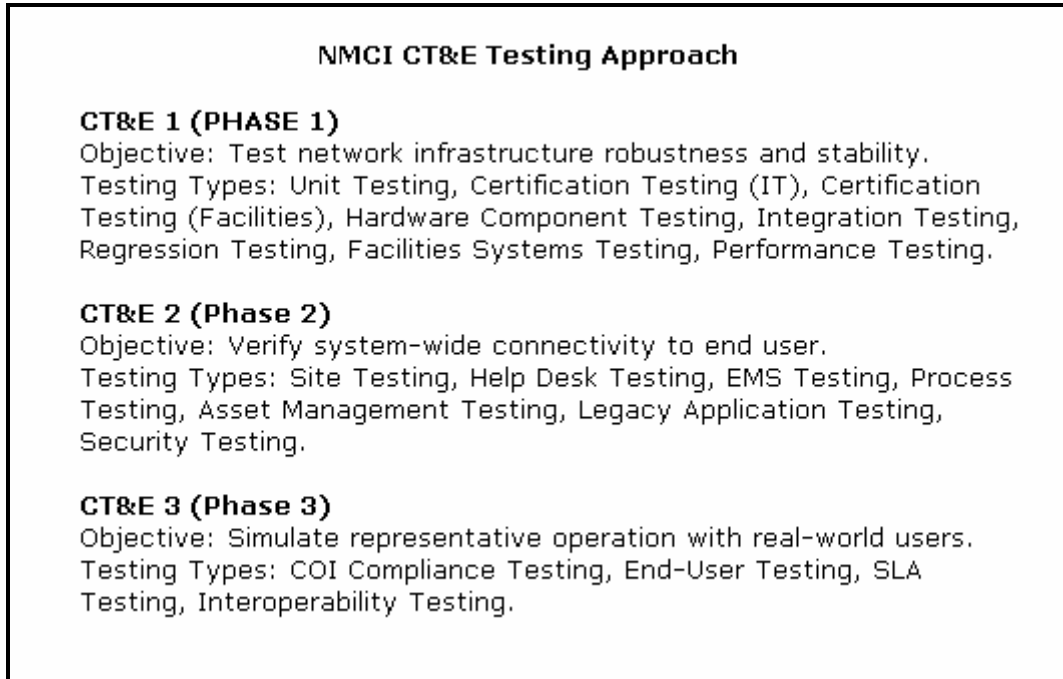 NMCI CT&E Testing Approach
CT&E 1 (PHASE 1)
Objective: Test network infrastructure robustness and stability.
Testing Types: Unit Testing, Certification Testing (IT), Certification
Testing (Facilities), Hardware Component Testing, Integration Testing,
Regression Testing, Facilities Systems Testing, Performance Testing.
CT&E 2 (Phase 2)
Objective: Verify system-wide connectivity to end user.
Testing Types: Site Testing, Help Desk Testing, EMS Testing, Process
Testing, Asset Management Testing, Legacy Application Testing,
Security Testing.
CT&E 3 (Phase 3)
Objective: Simulate representative operation with real-world users.
Testing Types: COI Compliance Testing, End-User Testing, SLA
Testing, Interoperability Testing.